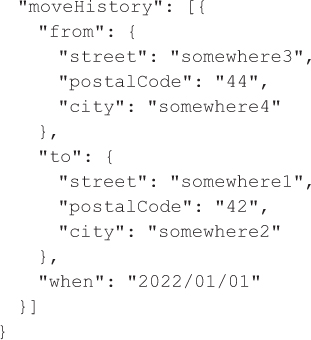 "moveHistory": [{
"from": {
"street": "somewhere3",
"postalCode": "44",
"city": "somewhere4"
},
"to": {
"street": "somewhere1",
"postalCode": "42",
"city": "somewhere2"
},
"when": "2022/01/01"
}]
}